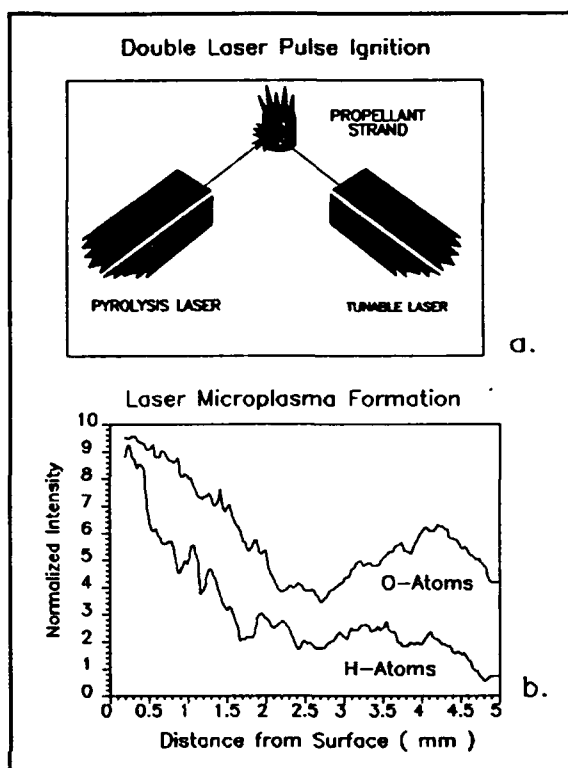 Double Laser Pulse Ignition
PROPELLANT
STRAND
PYROLYSIS LASER
TUNABLE LASER
a.
Laser Microplasma Formation
Normalized Intensity
10
9
8
7
6
5
4
3
2
1
0
O-Atoms
H-Atoms
0 0.5 1 1.5 2 2.5 3 3.5 4 4.5 5
Distance from Surface ( mm )
b.